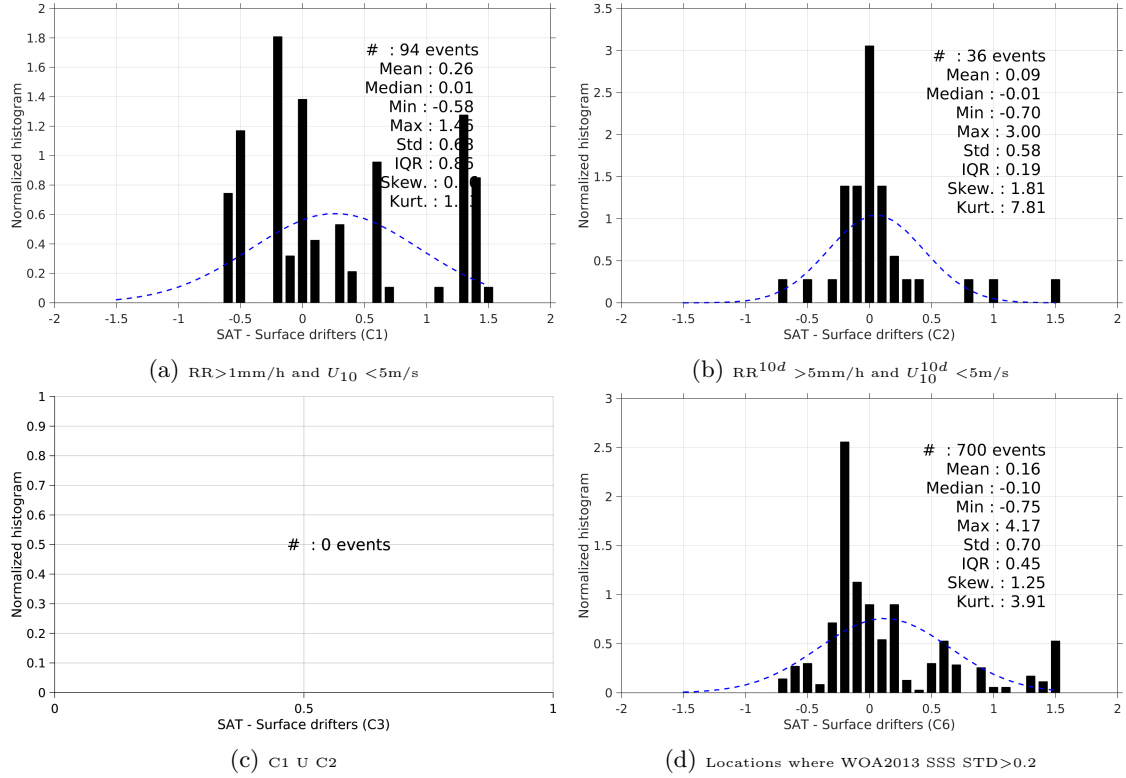 2
1.8
1.6
1.4
1.2
1
0.8
0.6
0.4
0.2
0
-2
-1.5
-1
-0.5
0
0.5
1
1.5
2
Normalized histogram
SAT - Surface drifters (C1)
# : 94 events
Mean : 0.26
Median : 0.01
Min : -0.58
Max : 1.46
Std : 0.68
IQR : 0.86
Skew. :
Kurt. :
(a) RR>1mm/h and U10 <5m/s
3.5
3
2.5
2
1.5
1
0.5
0
-2
-1.5
-1
-0.5
0
0.5
1
1.5
2
Normalized histogram
SAT - Surface drifters (C2)
# : 36 events
Mean : 0.09
Median : -0.01
Min : -0.70
Max : 3.00
Std : 0.58
IQR : 0.19
Skew. : 1.81
Kurt. : 7.81
(b) RR10d >5mm/h and U10d10 <5m/s
1
0.9
0.8
0.7
0.6
0.5
0.4
0.3
0.2
0.1
0
0
0.5
1
Normalized histogram
SAT - Surface drifters (C3)
# : 0 events
(c) C1 U C2
3
2.5
2
1.5
1
0.5
0
-2
-1.5
-1
-0.5
0
0.5
1
1.5
2
Normalized histogram
SAT - Surface drifters (C6)
# : 700 events
Mean : 0.16
Median : -0.10
Min : -0.75
Max : 4.17
Std : 0.70
IQR : 0.45
Skew. : 1.25
Kurt. : 3.91
(d) Locations where WOA2013 SSS STD>0.2